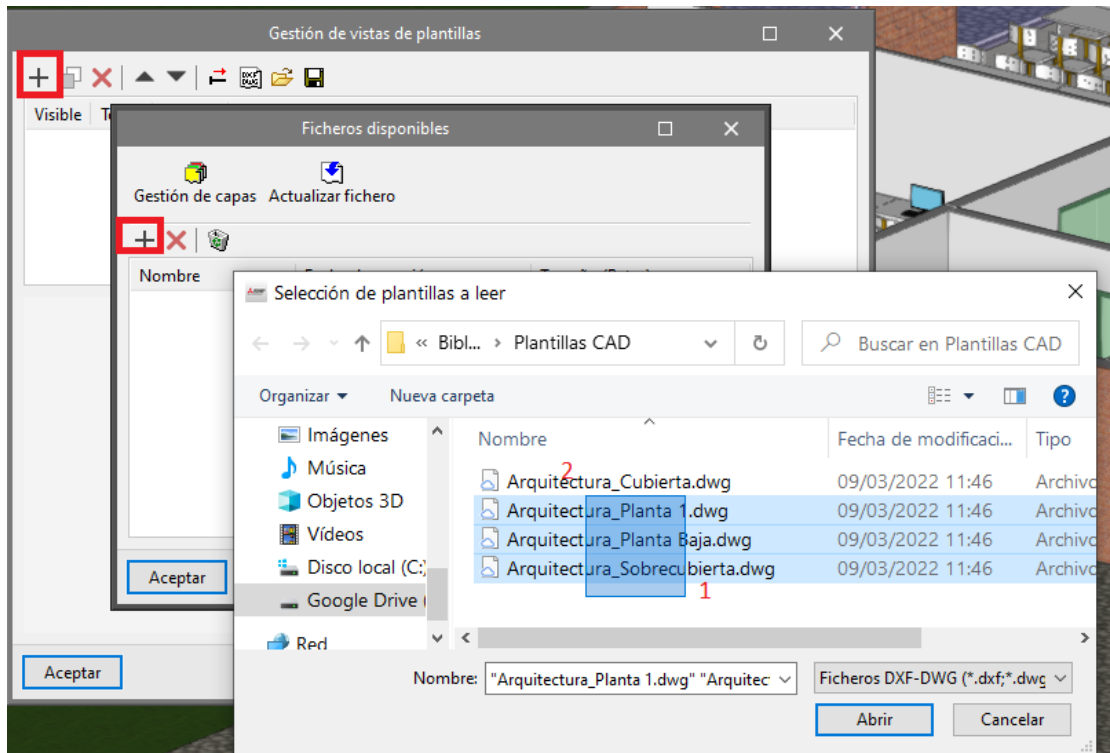 Gestión de vistas de plantillas
Visible
Ficheros disponibles
Gestión de capas Actualizar fichero
Nombre
Selección de plantillas a leer
« Bibl... › Plantillas CAD
Buscar en Plantillas CAD
Organizar Nueva carpeta
Imágenes
Música
Objetos 3D
Vídeos
Disco local (C:)
Google Drive (
Red
Nombre Fecha de modificaci... Tipo
2
Arquitectura_Cubierta.dwg 09/03/2022 11:46 Archivo
Arquitectura_Planta 1.dwg 09/03/2022 11:46 Archivo
Arquitectura_Planta Baja.dwg 09/03/2022 11:46 Archivo
Arquitectura_Sobrecubierta.dwg 09/03/2022 11:46 Archivo
1
Nombre: "Arquitectura_Planta 1.dwg" "Arquitec Ficheros DXF-DWG (*.dxf;*.dwg
Abrir Cancelar
Aceptar
Aceptar